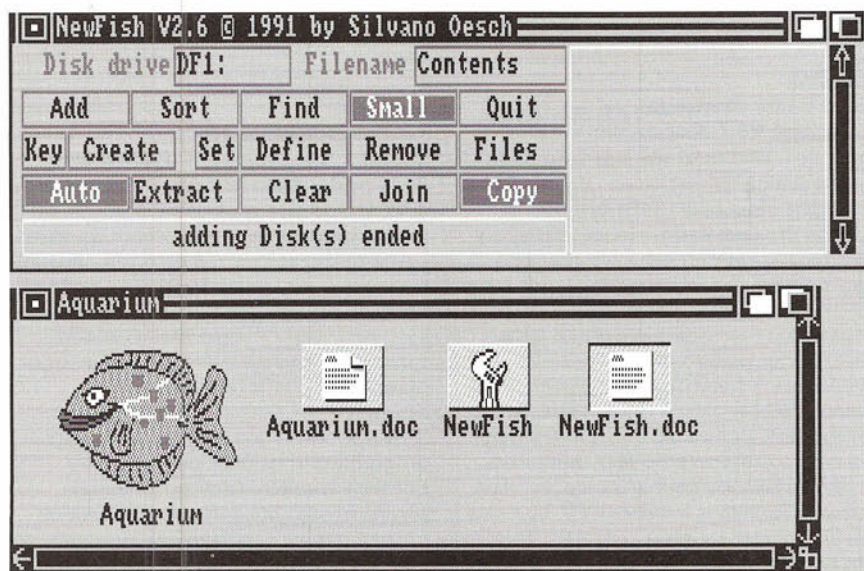 NewFish V2.6 © 1991 by Silvano Oesch
Disk drive DF1: Filename Contents
Add Sort Find Small Quit
Key Create Set Define Remove Files
Auto Extract Clear Join Copy
adding Disk(s) ended
Aquarium
Aquarium.doc NewFish NewFish.doc
Aquarium